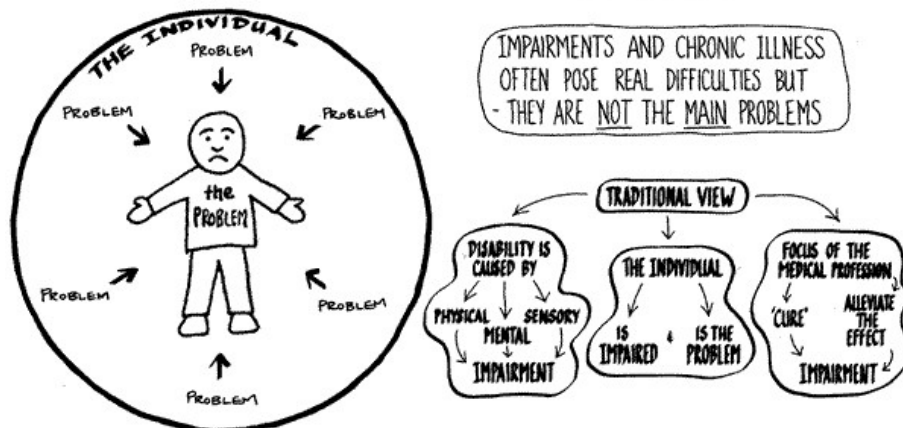 THE INDIVIDUAL
PROBLEM
PROBLEM
PROBLEM
the
PROBLEM
PROBLEM
PROBLEM
PROBLEM
IMPAIRMENTS AND CHRONIC ILLNESS
OFTEN POSE REAL DIFFICULTIES BUT
- THEY ARE NOT THE MAIN PROBLEMS
TRADITIONAL VIEW
DISABILITY IS
CAUSED BY
PHYSICAL SENSORY
MENTAL
IMPAIRMENT
THE INDIVIDUAL
IS IMPAIRED & IS THE PROBLEM
FOCUS OF THE
MEDICAL PROFESSION
"CURE"
ALLEVIATE
THE
EFFECT
IMPAIRMENT